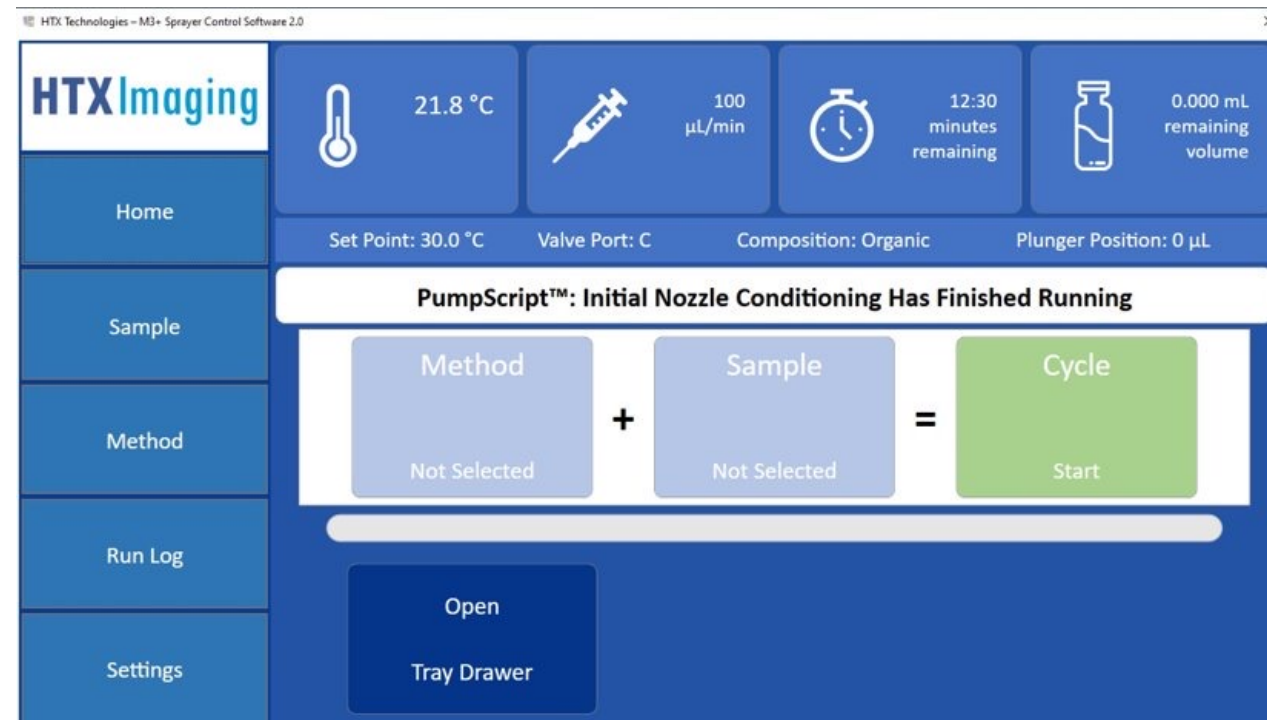 HTX Technologies – M3+ Sprayer Control Software 2.0
HTXImaging
Home
Sample
Method
Run Log
Settings
21.8 °C
100
µL/min
12:30
minutes
remaining
0.000 mL
remaining
volume
Set Point: 30.0 °C
Valve Port: C
Composition: Organic
Plunger Position: 0 µL
PumpScript™: Initial Nozzle Conditioning Has Finished Running
Method
Not Selected
+
Sample
Not Selected
=
Cycle
Start
Open
Tray Drawer